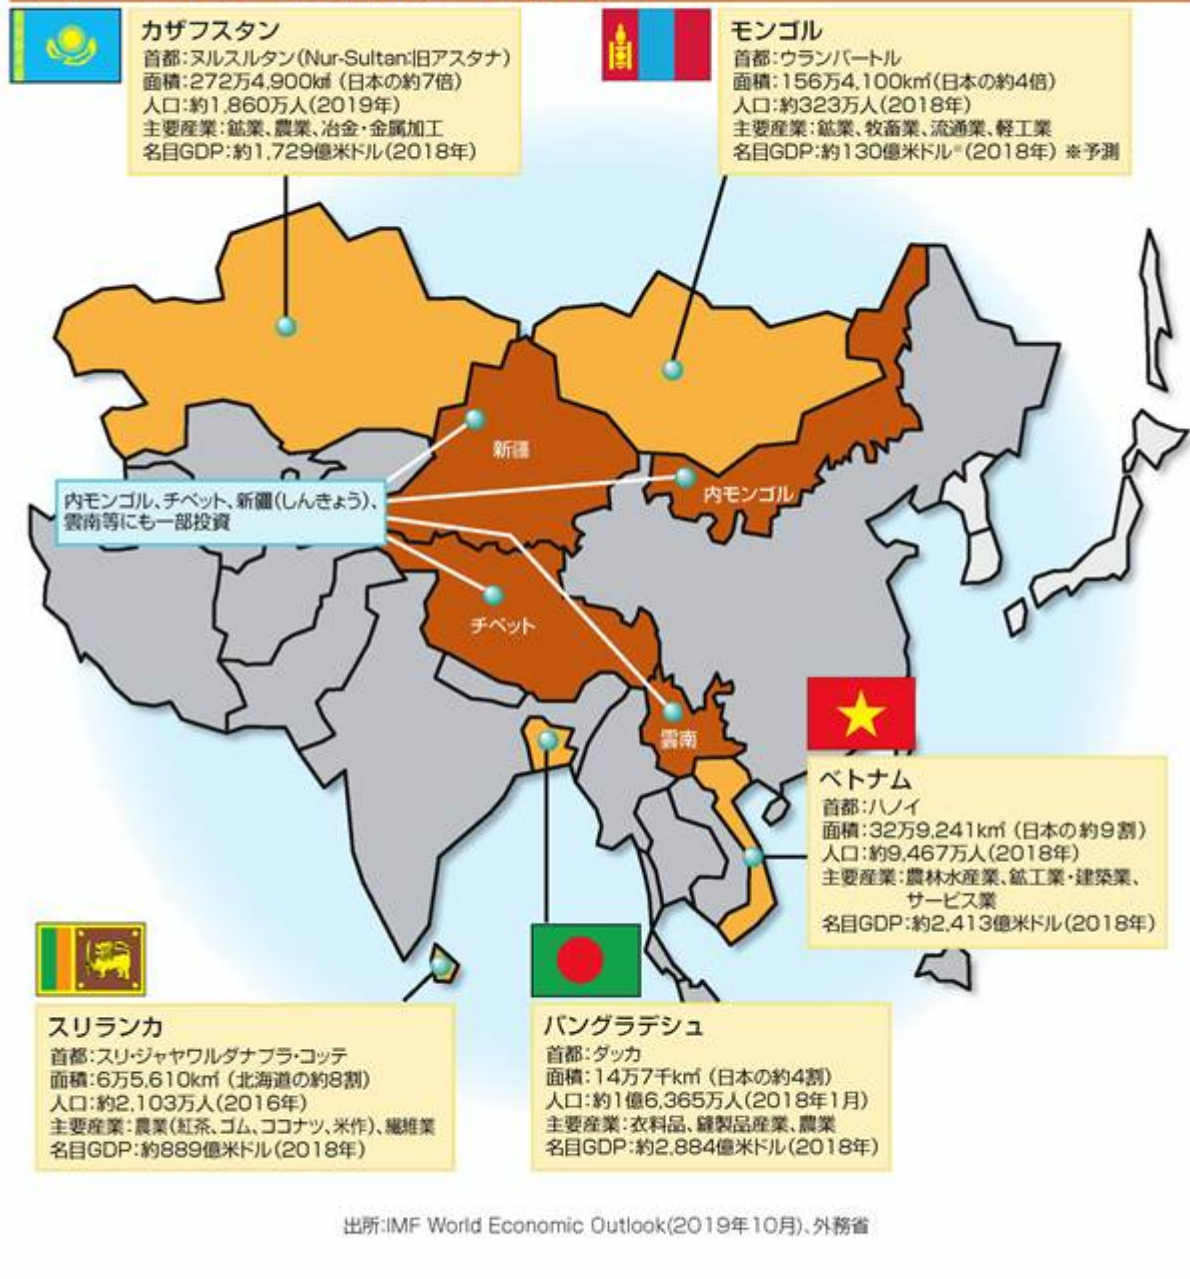 カザフスタン
首都:ヌルスルタン(Nur-Sultan:旧アスタナ)
面積:272万4,900㎢ (日本の約7倍)
人口:約1,860万人(2019年)
主要産業:鉱業、農業、冶金・金属加工
名目GDP:約1,729億米ドル(2018年)
モンゴル
首都:ウランバートル
面積:156万4,100㎢(日本の約4倍)
人口:約323万人(2018年)
主要産業:鉱業、牧畜業、流通業、軽工業
名目GDP:約130億米ドル※(2018年) ※予測
新疆
内モンゴル
内モンゴル、チベット、新疆(しんきょう)、
雲南等にも一部投資
チベット
雲南
ベトナム
首都:ハノイ
面積:32万9,241㎢ (日本の約9割)
人口:約9,467万人(2018年)
主要産業:農林水産業、鉱工業・建築業、
サービス業
名目GDP:約2,413億米ドル(2018年)
スリランカ
首都:スリ・ジャヤワルダナプラ・コッテ
面積:6万5,610㎢ (北海道の約8割)
人口:約2,103万人(2016年)
主要産業:農業(紅茶、ゴム、ココナツ、米作)、繊維業
名目GDP:約889億米ドル(2018年)
バングラデシュ
首都:ダッカ
面積:14万7千㎢ (日本の約4割)
人口:約1億6,365万人(2018年1月)
主要産業:衣料品、縫製品産業、農業
名目GDP:約2,884億米ドル(2018年)
出所:IMF World Economic Outlook(2019年10月)、外務省